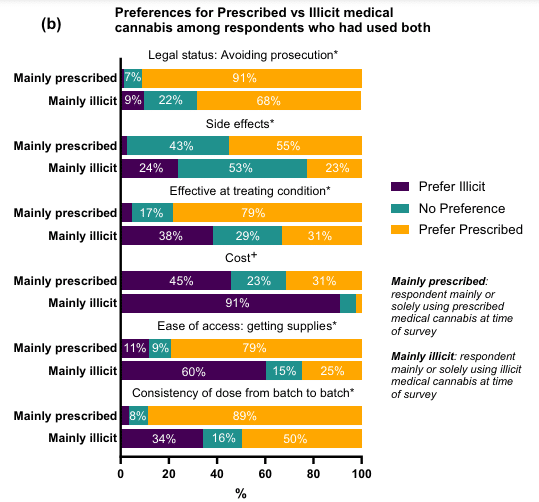 (b)
Preferences for Prescribed vs Illicit medical
cannabis among respondents who had used both
Legal status: Avoiding prosecution*
Mainly prescribed 7% 91%
Mainly illicit 9% 22% 68%
Side effects*
Mainly prescribed 43% 55%
Mainly illicit 24% 53% 23%
Effective at treating condition*
Mainly prescribed 17% 79%
Mainly illicit 38% 29% 31%
Cost+
Mainly prescribed 45% 23% 31%
Mainly illicit 91%
Ease of access: getting supplies*
Mainly prescribed 11% 9% 79%
Mainly illicit 60% 15% 25%
Consistency of dose from batch to batch*
Mainly prescribed 8% 89%
Mainly illicit 34% 16% 50%
0 20 40 60 80 100
%
Prefer Illicit
No Preference
Prefer Prescribed
Mainly prescribed:
respondent mainly or
solely using prescribed
medical cannabis at time
of survey
Mainly illicit: respondent
mainly or solely using illicit
medical cannabis at time
of survey